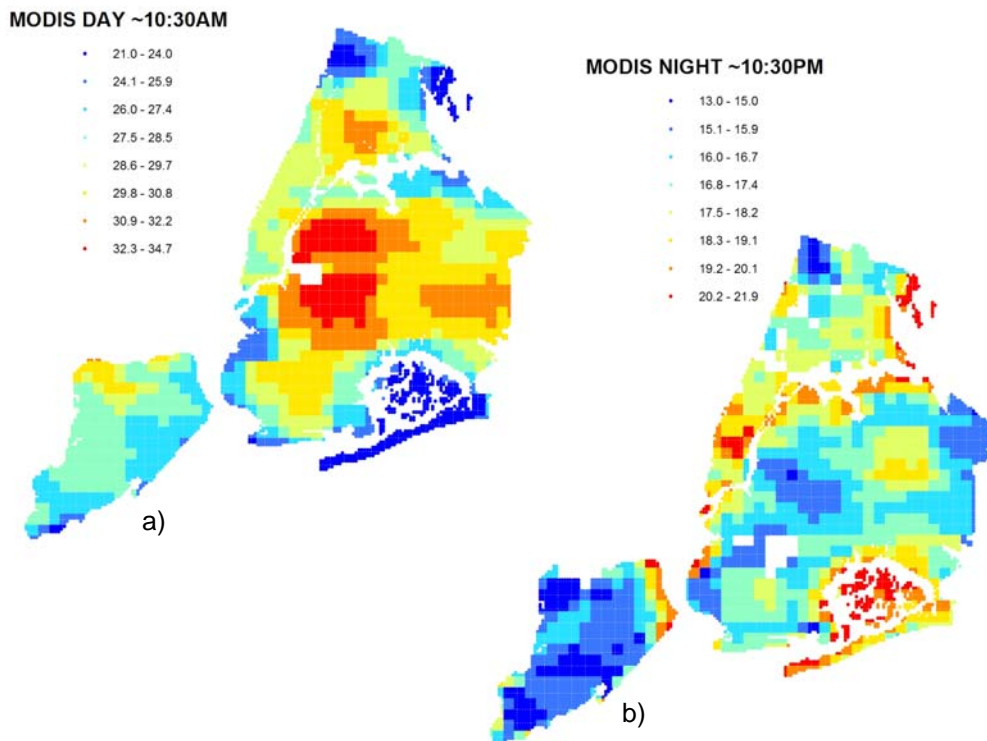 MODIS DAY ~10:30AM
21.0 - 24.0
24.1 - 25.9
26.0 - 27.4
27.5 - 28.5
28.6 - 29.7
29.8 - 30.8
30.9 - 32.2
32.3 - 34.7
MODIS NIGHT ~10:30PM
13.0 - 15.0
15.1 - 15.9
16.0 - 16.7
16.8 - 17.4
17.5 - 18.2
18.3 - 19.1
19.2 - 20.1
20.2 - 21.9
a)
b)